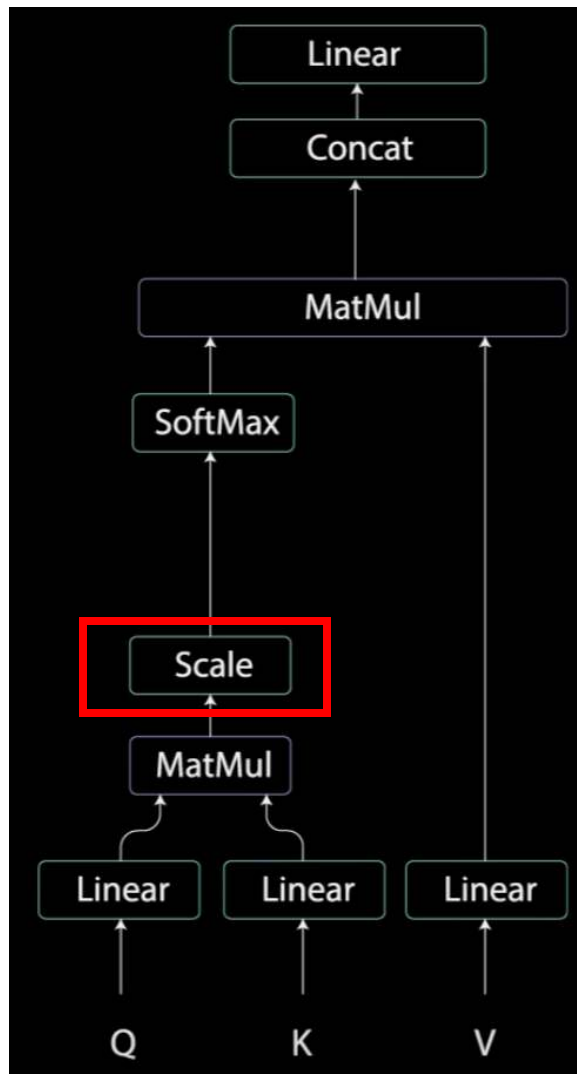 Linear
Concat
MatMul
SoftMax
Scale
MatMul
Linear Linear Linear
Q K V